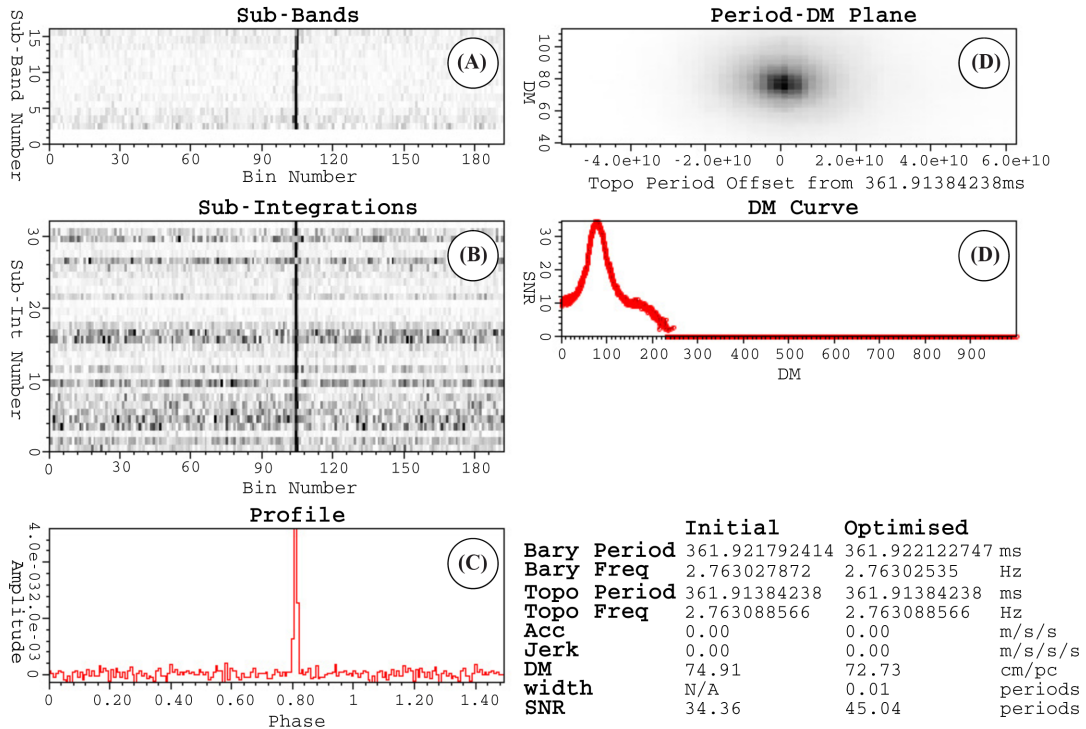 Sub-Bands
Sub-Band Number
0 5 10 15
(A)
0 30 60 90 120 150 180
Bin Number
Period-DM Plane
DM
40 60 80 100
(D)
-4.0e+10 -2.0e+10 0 2.0e+10 4.0e+10 6.0e+10
Topo Period Offset from 361.91384238ms
Sub-Integrations
Sub-Int Number
0 10 20 30
(B)
0 30 60 90 120 150 180
Bin Number
DM Curve
SNR
0 10 20 30
(D)
0 100 200 300 400 500 600 700 800 900
DM
Profile
Amplitude
0 2.0e-03 4.0e-03
(C)
0 0.20 0.40 0.60 0.80 1 1.20 1.40
Phase
Initial Optimised
Bary Period 361.921792414 361.922122747 ms
Bary Freq 2.763027872 2.76302535 Hz
Topo Period 361.91384238 361.91384238 ms
Topo Freq 2.763088566 2.763088566 Hz
Acc 0.00 0.00 m/s/s
Jerk 0.00 0.00 m/s/s/s
DM 74.91 72.73 cm/pc
width N/A 0.01 periods
SNR 34.36 45.04 periods